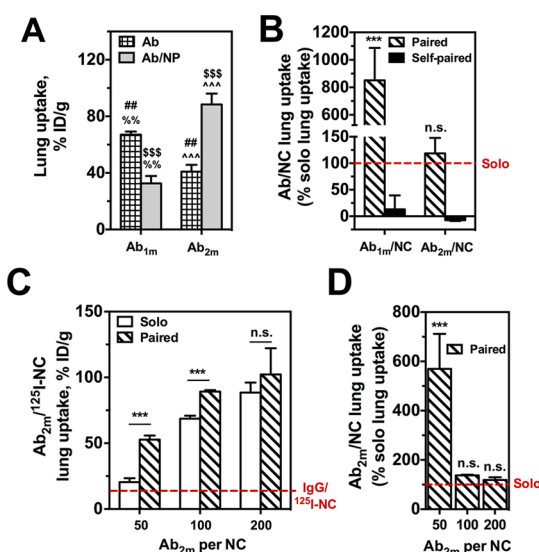 A
Lung uptake,
% ID/g
120
80
40
0
Ab
Ab/NP
##
%%
$$$
%%
##
^^^
$$$
^^^
Ab1m
Ab2m
B
Ab/NC lung uptake
(% solo lung uptake)
1200
1000
800
600
400
200
150
100
50
0
Paired
Self-paired
***
n.s.
Solo
Ab1m/NC
Ab2m/NC
C
Ab2m/125I-NC
lung uptake, % ID/g
150
100
50
0
Solo
Paired
***
***
n.s.
IgG/
125I-NC
50
100
200
Ab2m per NC
D
Ab2m/NC lung uptake
(% solo lung uptake)
800
600
400
200
0
***
Paired
n.s.
n.s.
Solo
50
100
200
Ab2m per NC